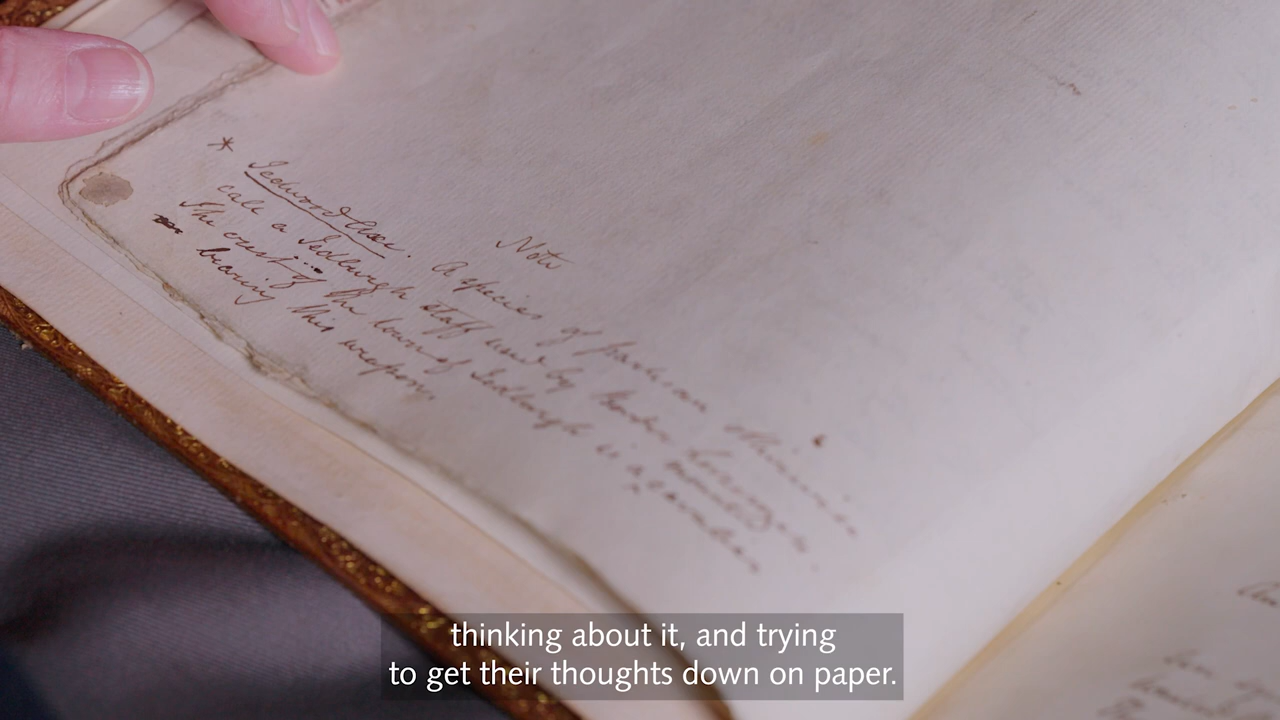 Note
* Jedwood Axe. A species of partisan
call a Jedburgh staff used by Border
The crest of the town of Jedburgh is a
bearing this weapon.
thinking about it, and trying
to get their thoughts down on paper.